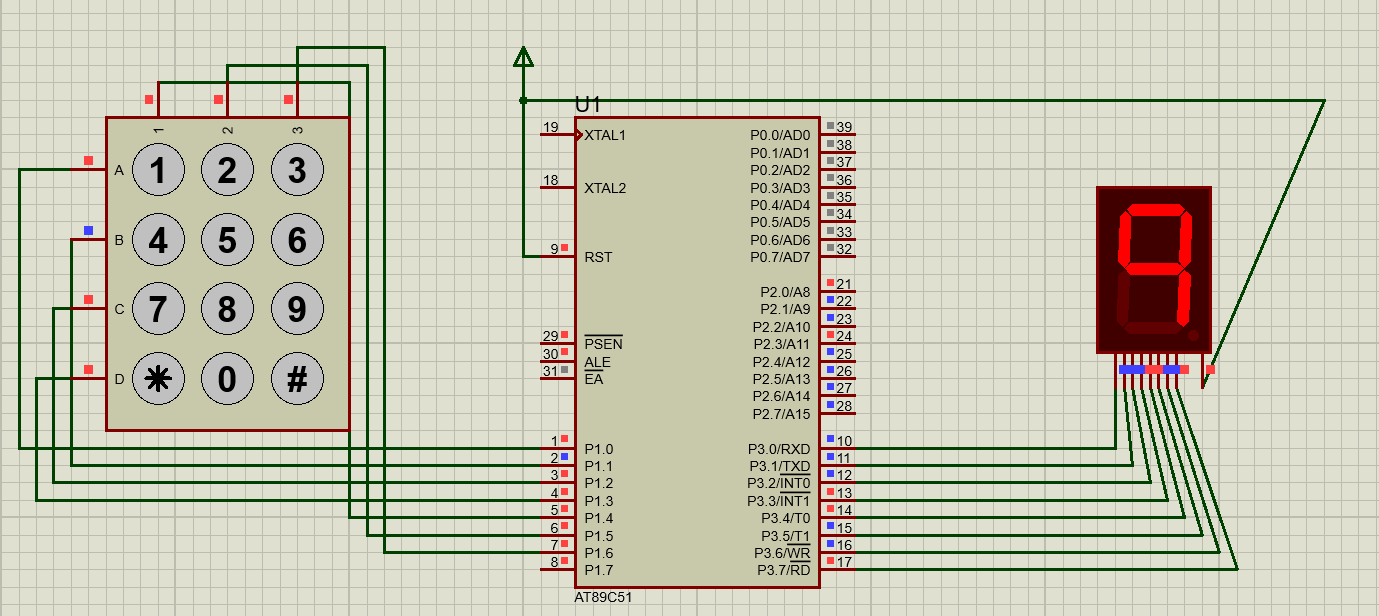 1 2 3
A 1 2 3
B 4 5 6
C 7 8 9
D * 0 #
U1
19 XTAL1
18 XTAL2
9 RST
29 PSEN
30 ALE
31 EA
1 P1.0
2 P1.1
3 P1.2
4 P1.3
5 P1.4
6 P1.5
7 P1.6
8 P1.7
P0.0/AD0 39
P0.1/AD1 38
P0.2/AD2 37
P0.3/AD3 36
P0.4/AD4 35
P0.5/AD5 34
P0.6/AD6 33
P0.7/AD7 32
P2.0/A8 21
P2.1/A9 22
P2.2/A10 23
P2.3/A11 24
P2.4/A12 25
P2.5/A13 26
P2.6/A14 27
P2.7/A15 28
P3.0/RXD 10
P3.1/TXD 11
P3.2/INT0 12
P3.3/INT1 13
P3.4/T0 14
P3.5/T1 15
P3.6/WR 16
P3.7/RD 17
AT89C51
9